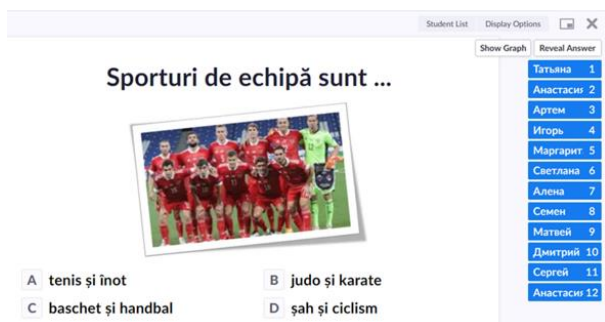 Student List Display Options
Show Graph Reveal Answer
Sporturi de echipă sunt ...
Татьяна 1
Анастасия 2
Артем 3
Игорь 4
Маргарит 5
Светлана 6
Алена 7
Семен 8
Матвей 9
Дмитрий 10
Сергей 11
Анастасия 12
A tenis și înot
B judo și karate
C baschet și handbal
D șah și ciclism